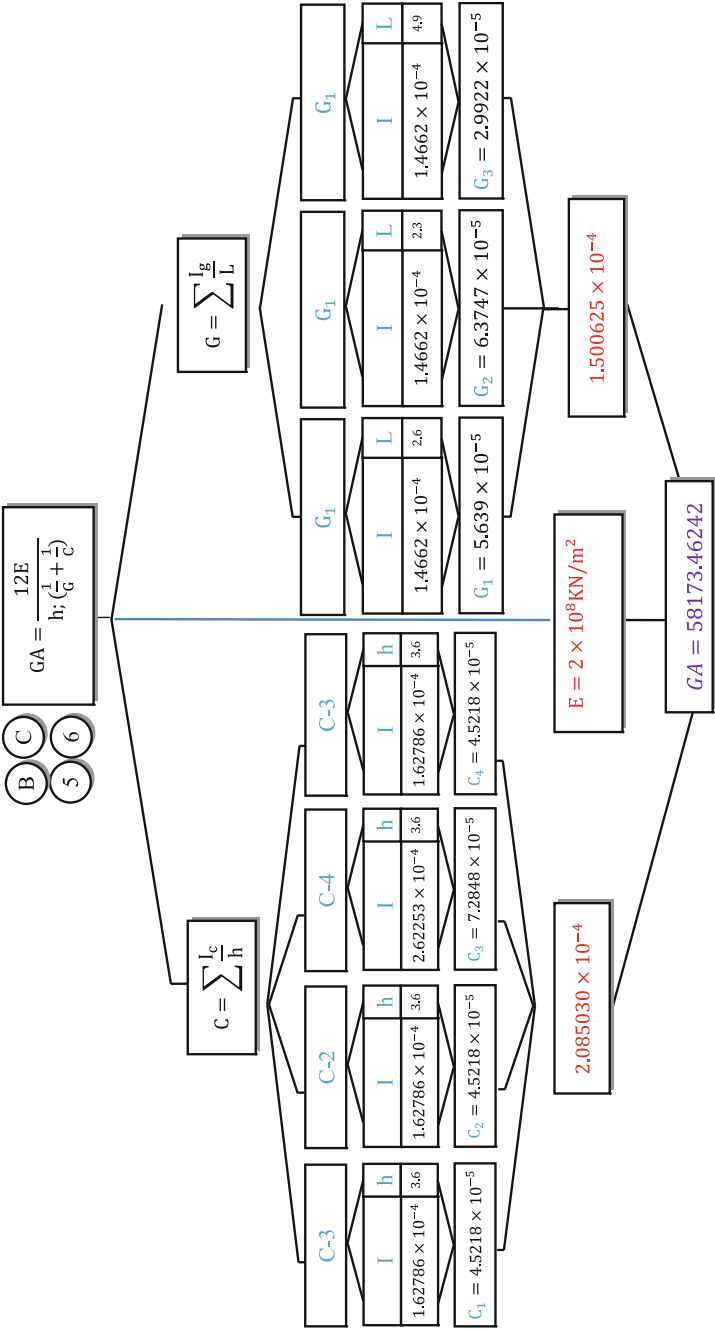 B C
5 6
GA = 12E / h; (1/G + 1/C)
C = ∑ I_c/h
G = ∑ I_g/L
C-3
C-2
C-4
C-3
G₁
G₁
G₁
I h
I h
I h
I h
I L
I L
I L
1.62786 × 10⁻⁴ 3.6
1.62786 × 10⁻⁴ 3.6
2.62253 × 10⁻⁴ 3.6
1.62786 × 10⁻⁴ 3.6
1.4662 × 10⁻⁴ 2.6
1.4662 × 10⁻⁴ 2.3
1.4662 × 10⁻⁴ 4.9
C₁ = 4.5218 × 10⁻⁵
C₂ = 4.5218 × 10⁻⁵
C₃ = 7.2848 × 10⁻⁵
C₄ = 4.5218 × 10⁻⁵
G₁ = 5.639 × 10⁻⁵
G₂ = 6.3747 × 10⁻⁵
G₃ = 2.9922 × 10⁻⁵
2.085030 × 10⁻⁴
E = 2 × 10⁸KN/m²
1.500625 × 10⁻⁴
GA = 58173.46242